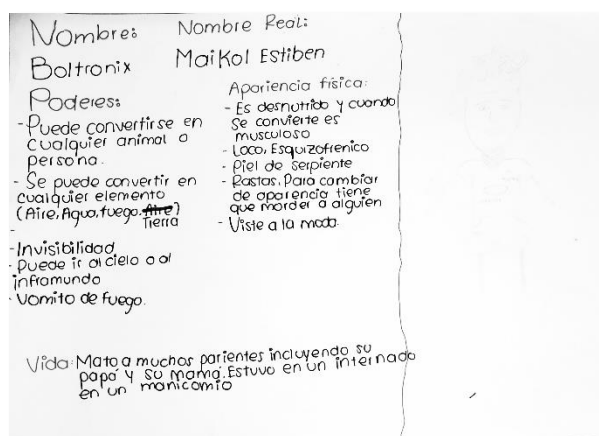 Nombre:
Boltronix
Nombre Real:
Maikol Estiben
Poderes:
- Puede convertirse en
cualquier animal o
persona.
- Se puede convertir en
cualquier elemento
(Aire, Agua, fuego, Aire)
Tierra
-
- Invisibilidad
- Puede ir al cielo o al
inframundo
- Vomito de fuego.
Apariencia física:
- Es desnutrido y cuando
se convierte es
musculoso
- Loco, Esquizofrenico
- Piel de serpiente
- Rastas. Para cambiar
de aparencia tiene
que morder a alguien
- Viste a la moda.
Vida: Mato a muchos parientes incluyendo su
papá y su mamá. Estuvo en un internado
en un manicomio